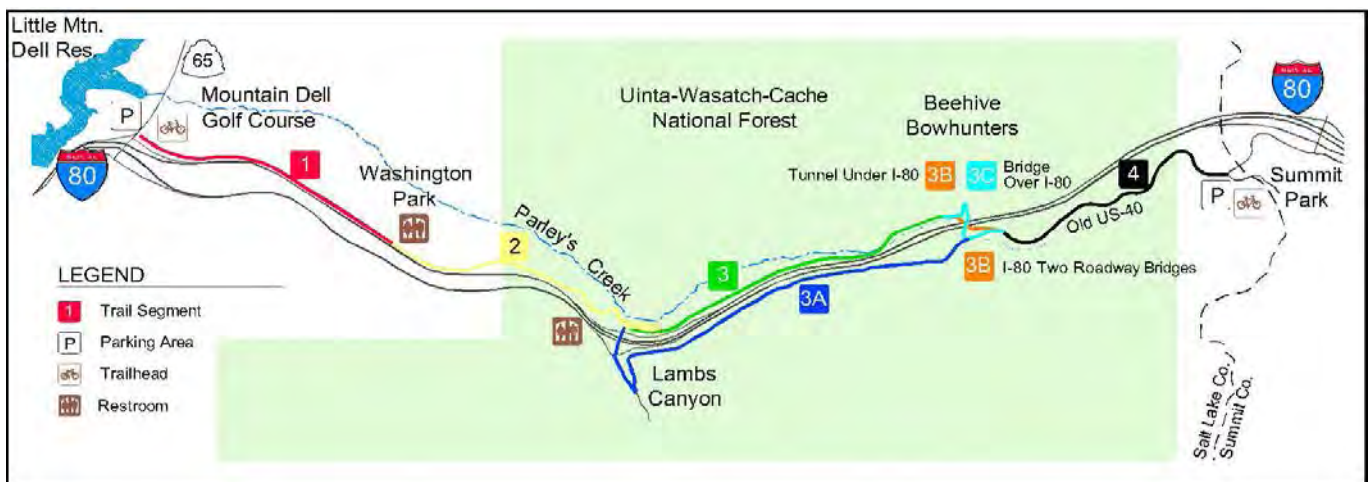 Little Mtn.
Dell Res.
65
P
Mountain Dell
Golf Course
80
1
Washington
Park
2
Parley's
Creek
Uinta-Wasatch-Cache
National Forest
Beehive
Bowhunters
Tunnel Under I-80
3B
3C
Bridge
Over I-80
80
4
Old US-40
P
Summit
Park
3
3A
3B
I-80 Two Roadway Bridges
Lambs
Canyon
Salt Lake Co.
Summit Co.
LEGEND
1 Trail Segment
P Parking Area
Trailhead
Restroom